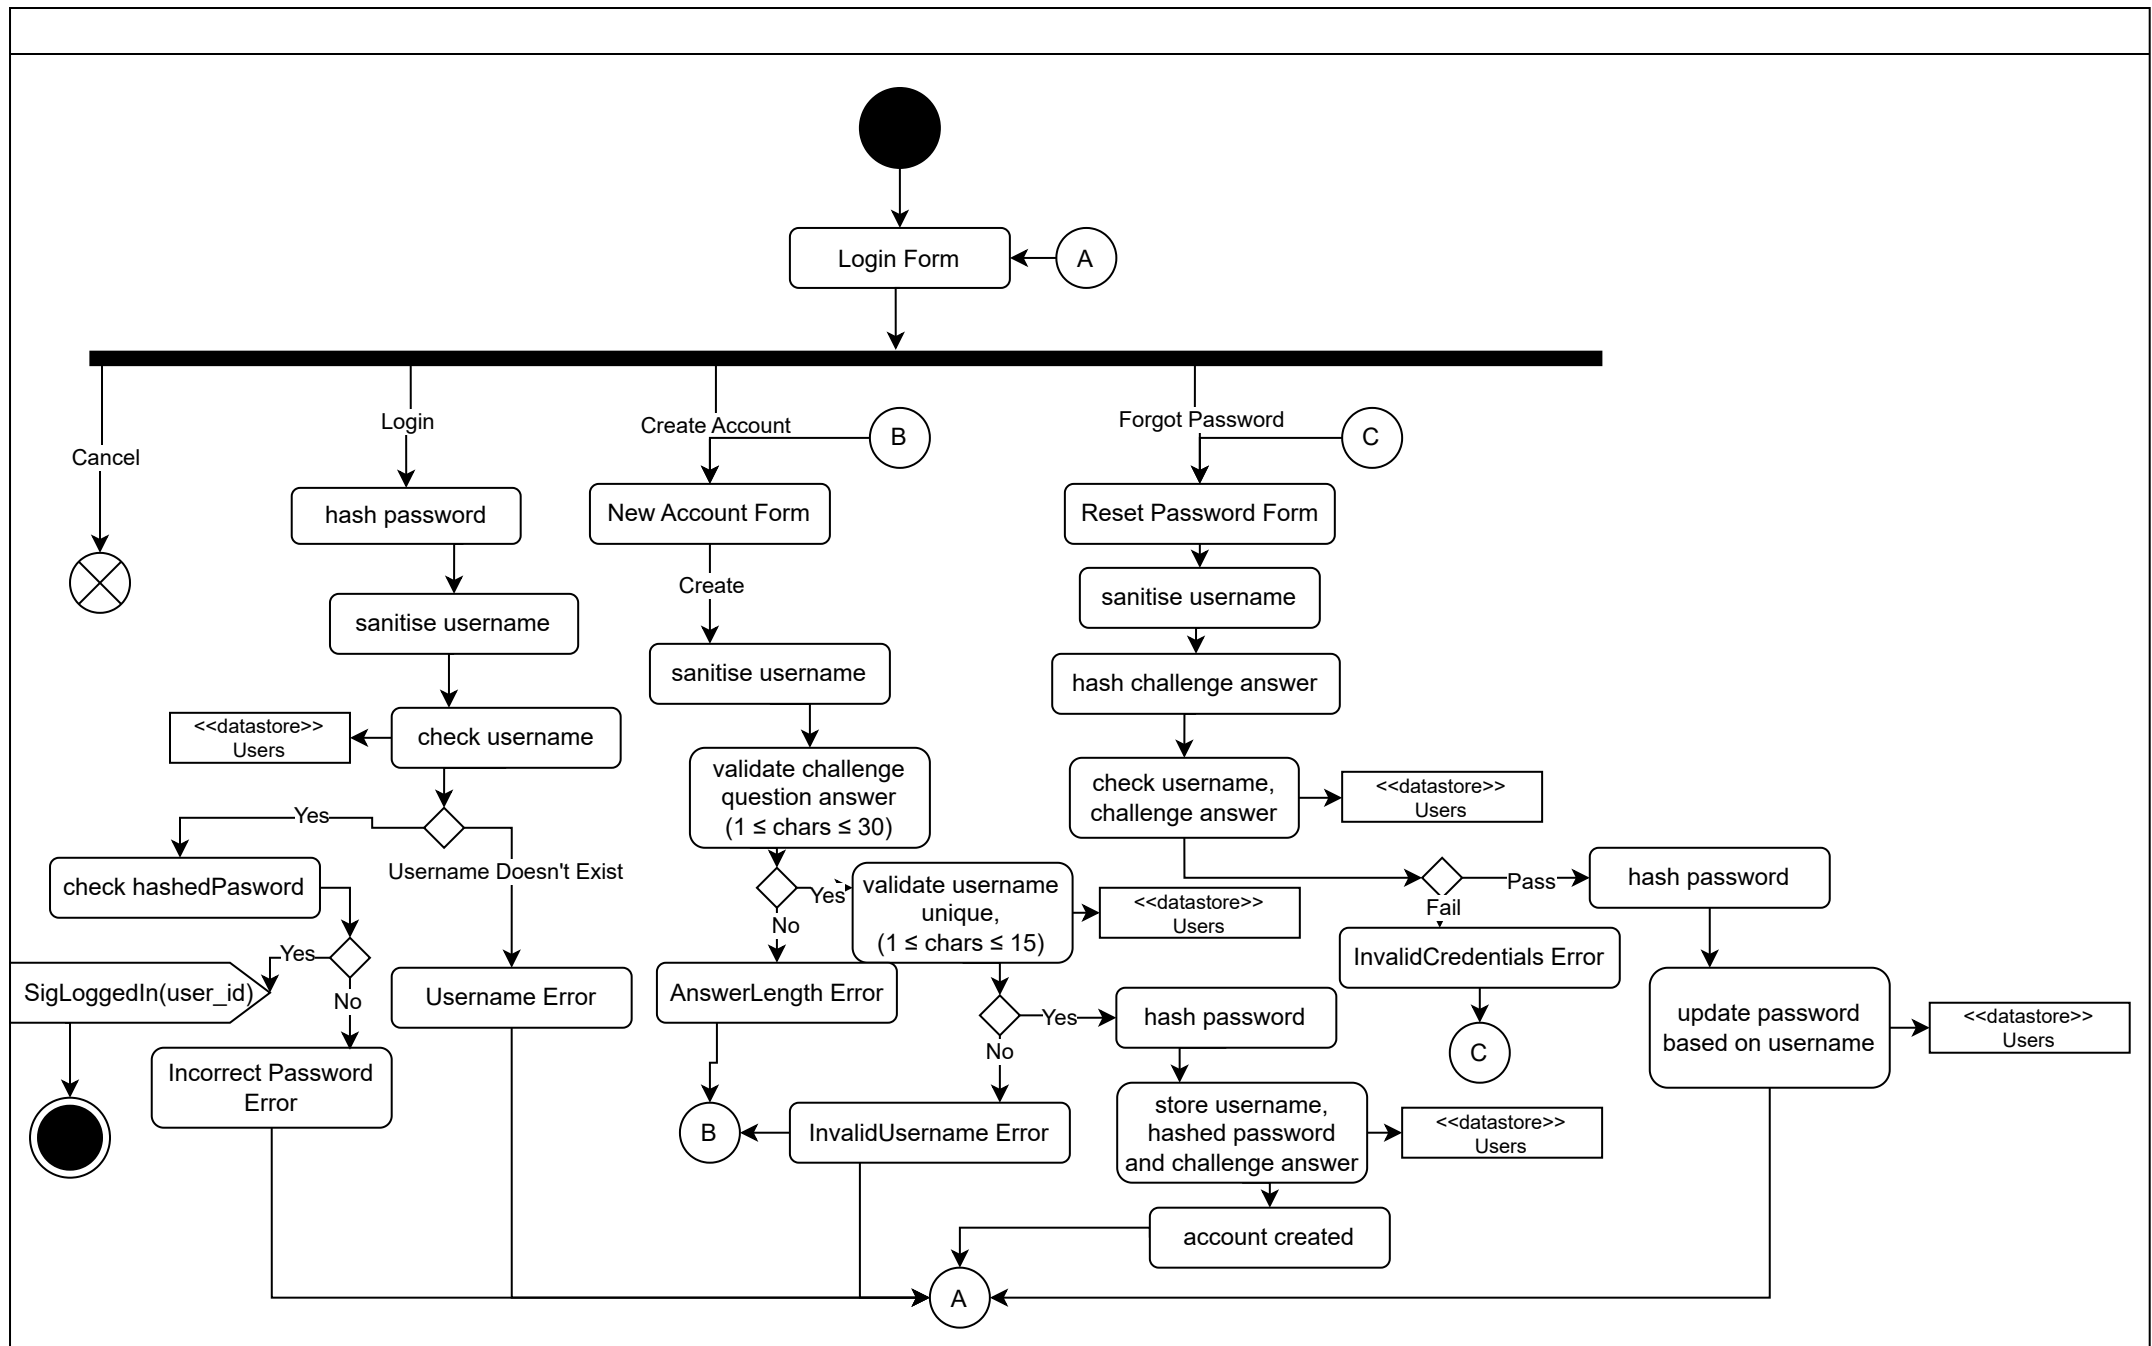 Login Form
A
Cancel
Login
Create Account
B
Forgot Password
C
hash password
New Account Form
Reset Password Form
Create
sanitise username
sanitise username
sanitise username
hash challenge answer
<<datastore>>
Users
check username
validate challenge
question answer
(1 ≤ chars ≤ 30)
check username,
challenge answer
<<datastore>>
Users
Yes
Username Doesn't Exist
check hashedPasword
Yes
No
validate username
unique,
(1 ≤ chars ≤ 15)
<<datastore>>
Users
Fail
Pass
hash password
Yes
No
SigLoggedIn(user_id)
Incorrect Password
Error
Username Error
AnswerLength Error
InvalidCredentials Error
C
Yes
No
hash password
update password
based on username
<<datastore>>
Users
B
InvalidUsername Error
store username,
hashed password
and challenge answer
<<datastore>>
Users
account created
A